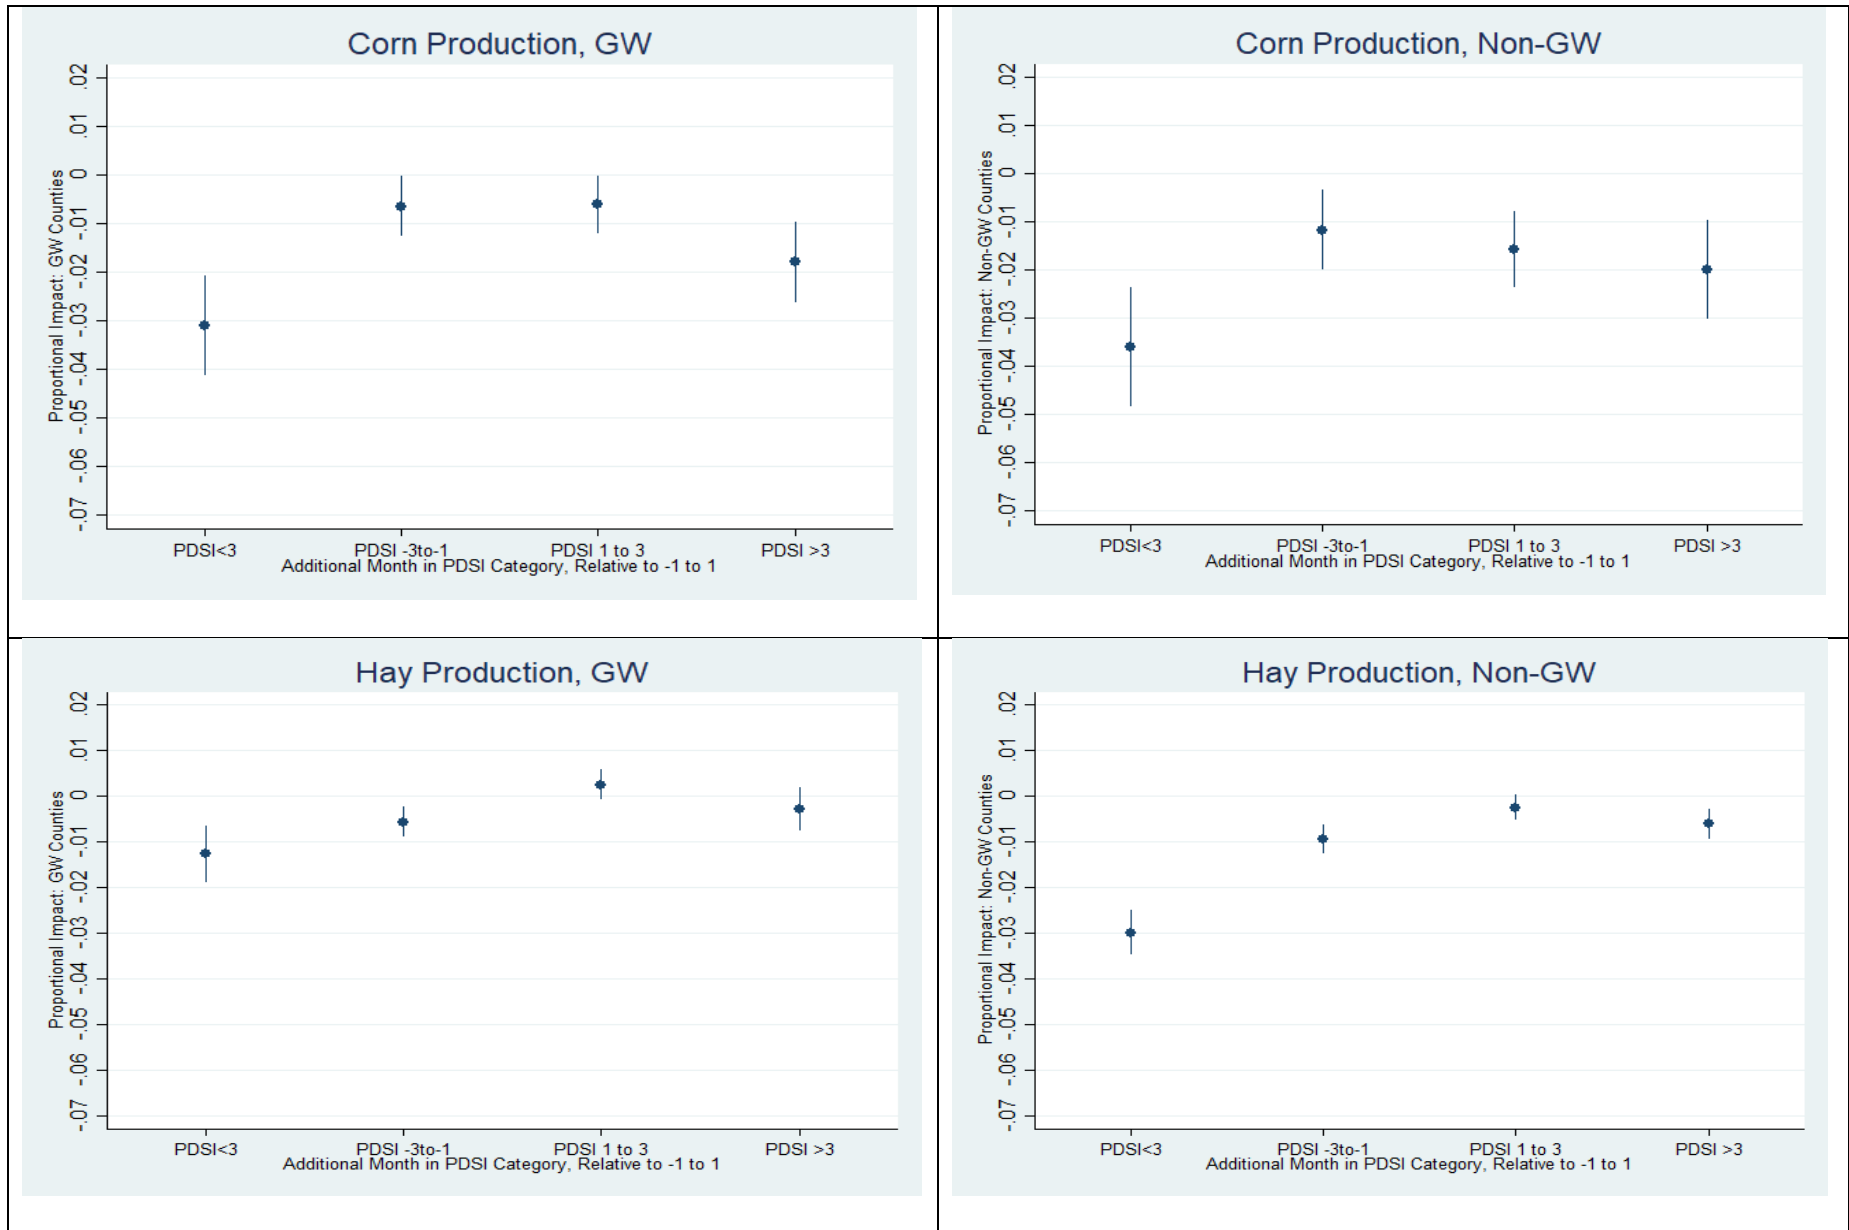 Corn Production, GW
Proportional Impact: GW Counties
.02
.01
0
-.01
-.02
-.03
-.04
-.05
-.06
-.07
PDSI<3
PDSI -3to-1
PDSI 1 to 3
PDSI >3
Additional Month in PDSI Category, Relative to -1 to 1
Corn Production, Non-GW
Proportional Impact: Non-GW Counties
.02
.01
0
-.01
-.02
-.03
-.04
-.05
-.06
-.07
PDSI<3
PDSI -3to-1
PDSI 1 to 3
PDSI >3
Additional Month in PDSI Category, Relative to -1 to 1
Hay Production, GW
Proportional Impact: GW Counties
.02
.01
0
-.01
-.02
-.03
-.04
-.05
-.06
-.07
PDSI<3
PDSI -3to-1
PDSI 1 to 3
PDSI >3
Additional Month in PDSI Category, Relative to -1 to 1
Hay Production, Non-GW
Proportional Impact: Non-GW Counties
.02
.01
0
-.01
-.02
-.03
-.04
-.05
-.06
-.07
PDSI<3
PDSI -3to-1
PDSI 1 to 3
PDSI >3
Additional Month in PDSI Category, Relative to -1 to 1